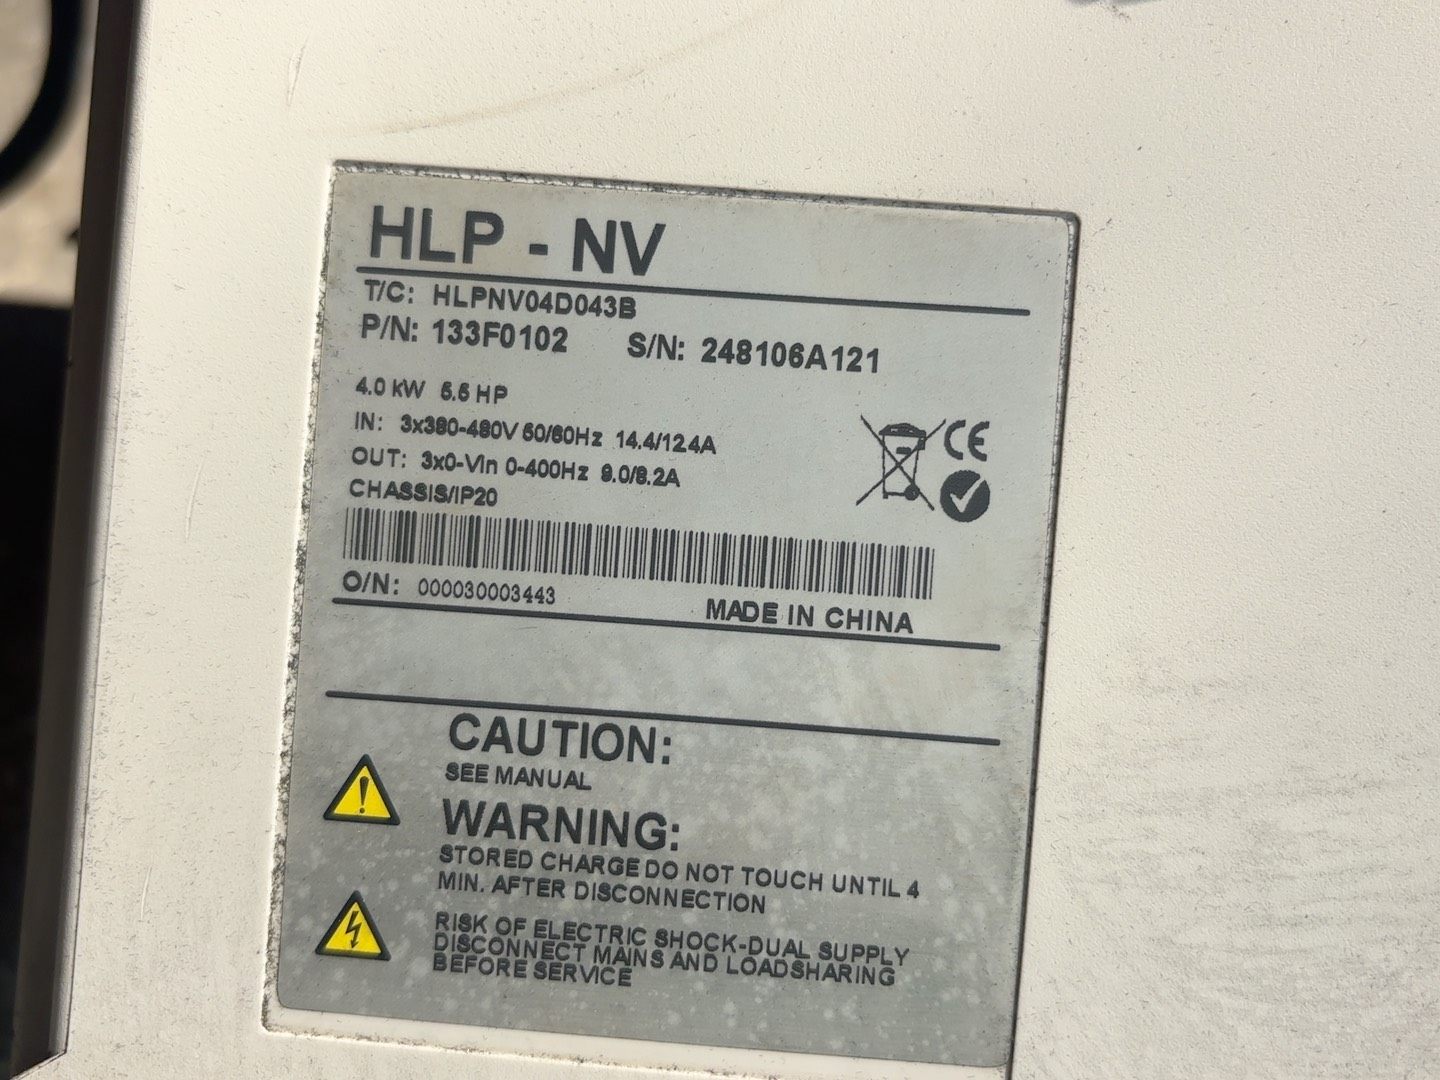 HLP - NV
T/C: HLPNV04D043B
P/N: 133F0102 S/N: 248106A121
4.0 kW 5.5 HP
IN: 3x380-480V 50/60Hz 14.4/12.4A
OUT: 3x0-Vin 0-400Hz 9.0/8.2A
CHASSIS/IP20
CE
O/N: 000030003443
MADE IN CHINA
CAUTION:
SEE MANUAL
WARNING:
STORED CHARGE DO NOT TOUCH UNTIL 4
MIN. AFTER DISCONNECTION
RISK OF ELECTRIC SHOCK-DUAL SUPPLY
DISCONNECT MAINS AND LOADSHARING
BEFORE SERVICE